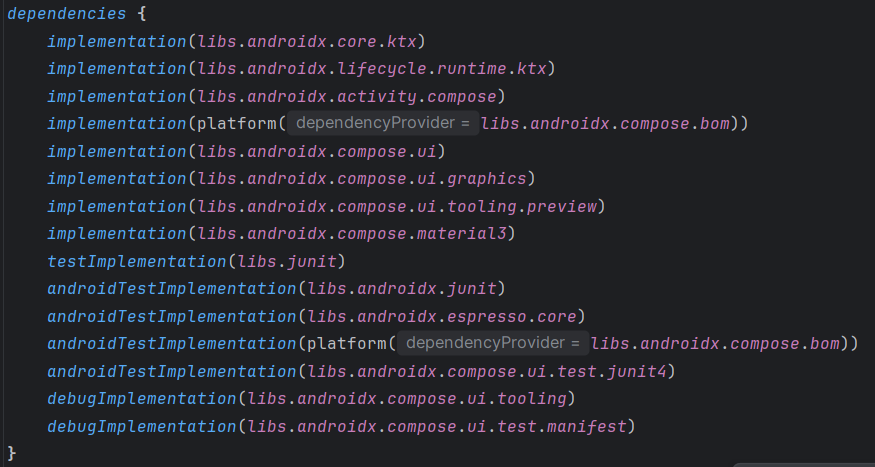 dependencies {
implementation(libs.androidx.core.ktx)
implementation(libs.androidx.lifecycle.runtime.ktx)
implementation(libs.androidx.activity.compose)
implementation(platform( dependencyProvider = libs.androidx.compose.bom))
implementation(libs.androidx.compose.ui)
implementation(libs.androidx.compose.ui.graphics)
implementation(libs.androidx.compose.ui.tooling.preview)
implementation(libs.androidx.compose.material3)
testImplementation(libs.junit)
androidTestImplementation(libs.androidx.junit)
androidTestImplementation(libs.androidx.espresso.core)
androidTestImplementation(platform( dependencyProvider = libs.androidx.compose.bom))
androidTestImplementation(libs.androidx.compose.ui.test.junit4)
debugImplementation(libs.androidx.compose.ui.tooling)
debugImplementation(libs.androidx.compose.ui.test.manifest)
}